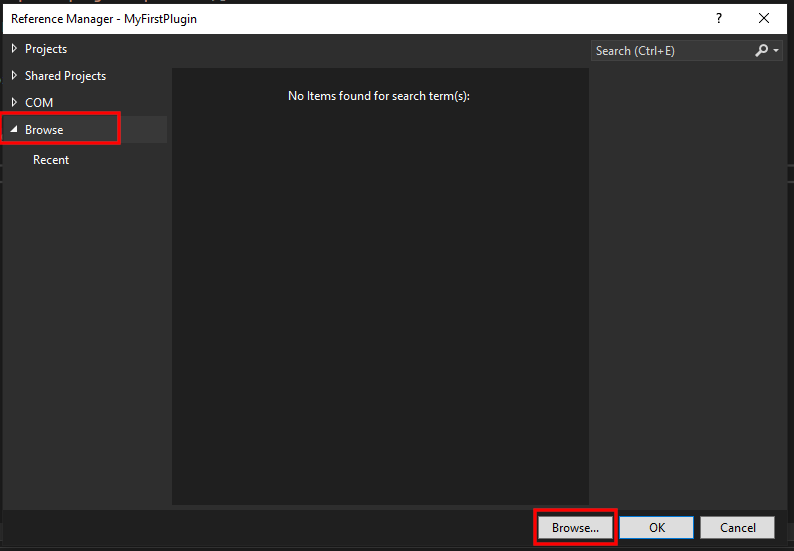 Reference Manager - MyFirstPlugin
?
Projects
Search (Ctrl+E)
Shared Projects
No Items found for search term(s):
COM
Browse
Recent
Browse...
OK
Cancel